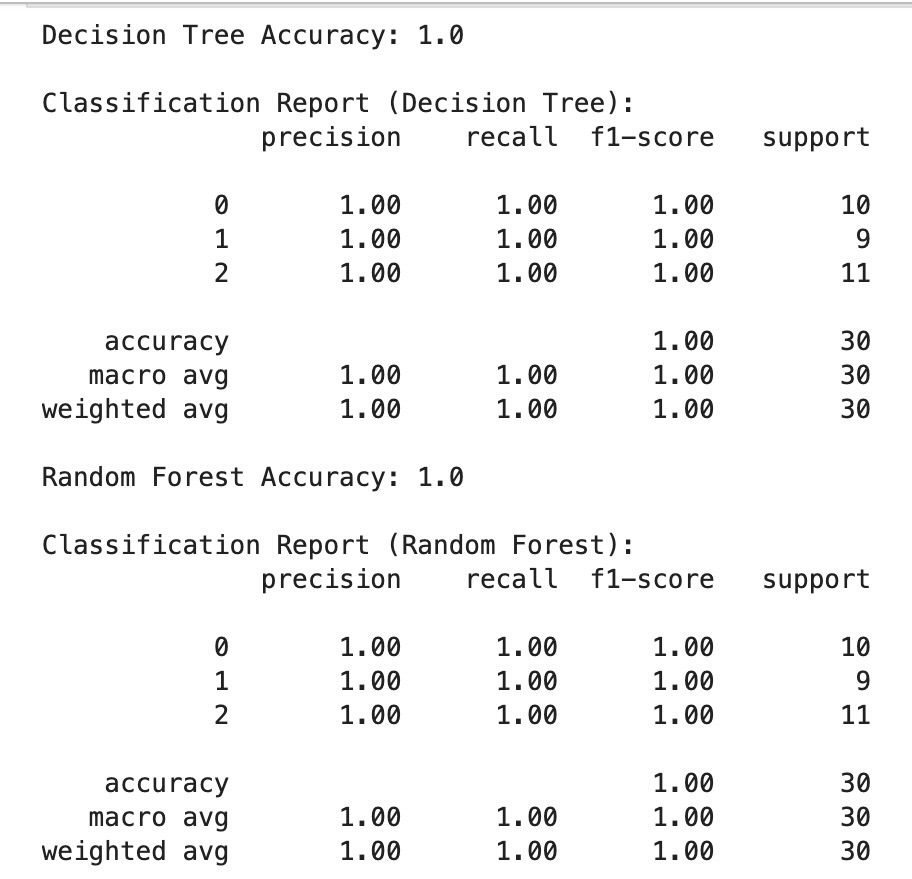 Decision Tree Accuracy: 1.0
Classification Report (Decision Tree):
precision recall f1-score support
0 1.00 1.00 1.00 10
1 1.00 1.00 1.00 9
2 1.00 1.00 1.00 11
accuracy 1.00 30
macro avg 1.00 1.00 1.00 30
weighted avg 1.00 1.00 1.00 30
Random Forest Accuracy: 1.0
Classification Report (Random Forest):
precision recall f1-score support
0 1.00 1.00 1.00 10
1 1.00 1.00 1.00 9
2 1.00 1.00 1.00 11
accuracy 1.00 30
macro avg 1.00 1.00 1.00 30
weighted avg 1.00 1.00 1.00 30